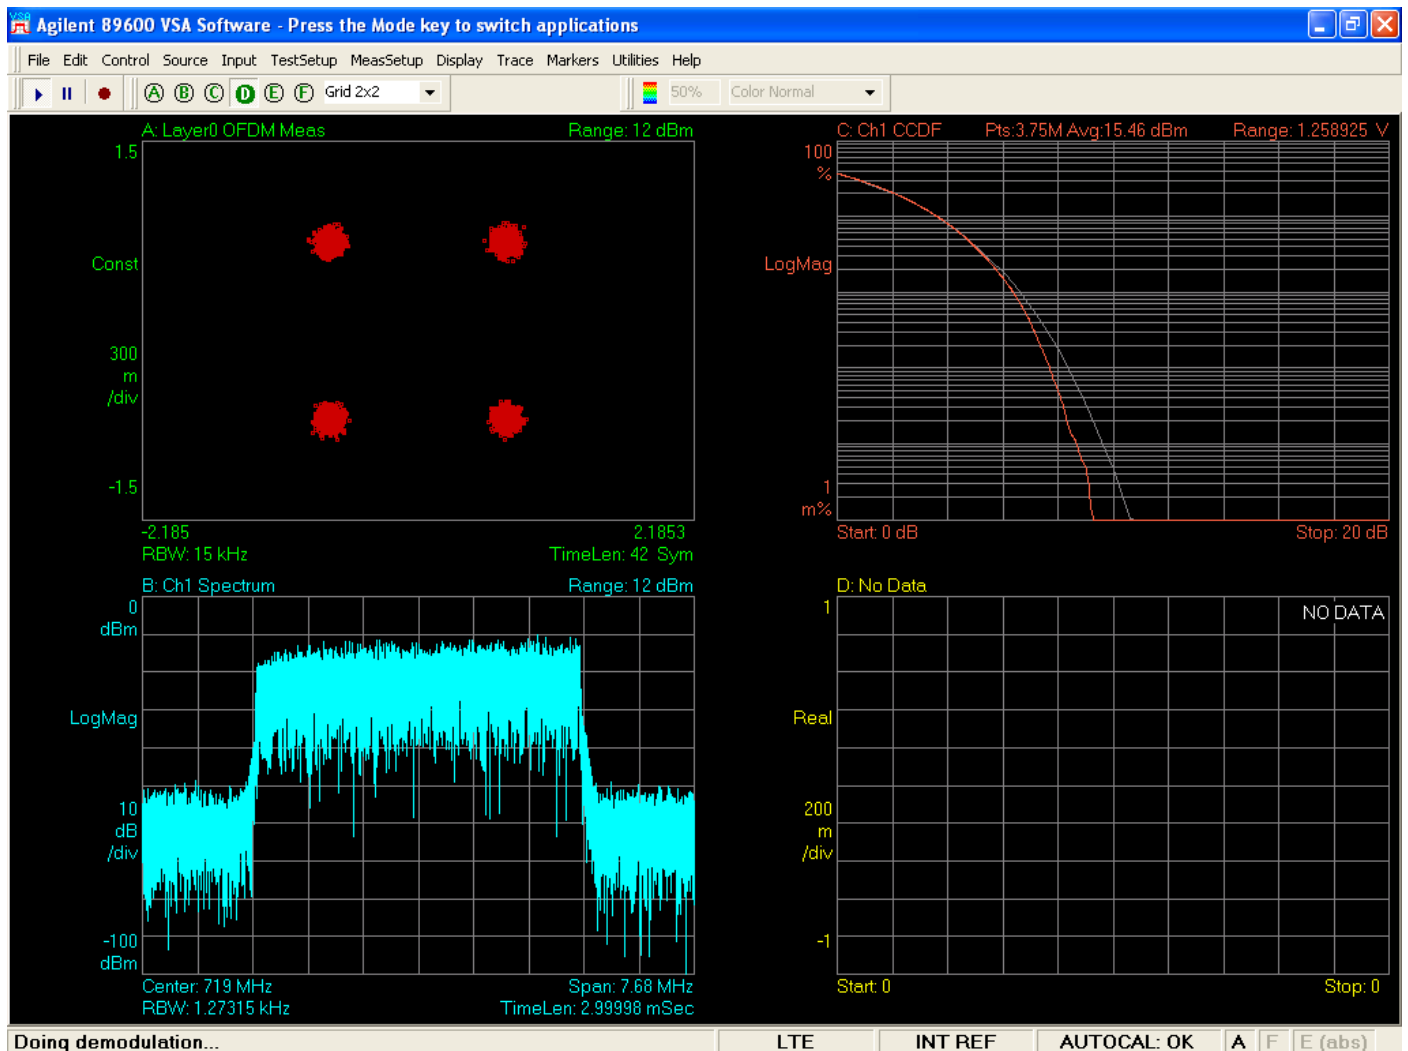 Agilent 89600 VSA Software - Press the Mode key to switch applications
File Edit Control Source Input TestSetup MeasSetup Display Trace Markers Utilities Help
A B C D E F Grid 2x2 50% Color Normal
A: Layer0 OFDM Meas Range: 12 dBm
1.5
Const
300
m
/div
-1.5
-2.185 2.1853
RBW: 15 kHz TimeLen: 42 Sym
C: Ch1 CCDF Pts:3.75M Avg:15.46 dBm Range: 1.258925 V
100
%
LogMag
1
m%
Start: 0 dB Stop: 20 dB
B: Ch1 Spectrum Range: 12 dBm
0
dBm
LogMag
10
dB
/div
-100
dBm
Center: 719 MHz Span: 7.68 MHz
RBW: 1.27315 kHz TimeLen: 2.99998 mSec
D: No Data
1 NO DATA
Real
200
m
/div
-1
Start: 0 Stop: 0
Doing demodulation... LTE INT REF AUTOCAL: OK A F E (abs)